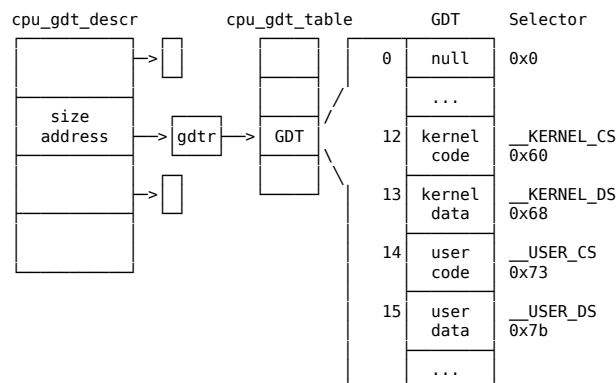 cpu_gdt_descr cpu_gdt_table GDT Selector
0 null 0x0
...
size
address gdtr GDT
12 kernel __KERNEL_CS
code 0x60
13 kernel __KERNEL_DS
data 0x68
14 user __USER_CS
code 0x73
15 user __USER_DS
data 0x7b
...